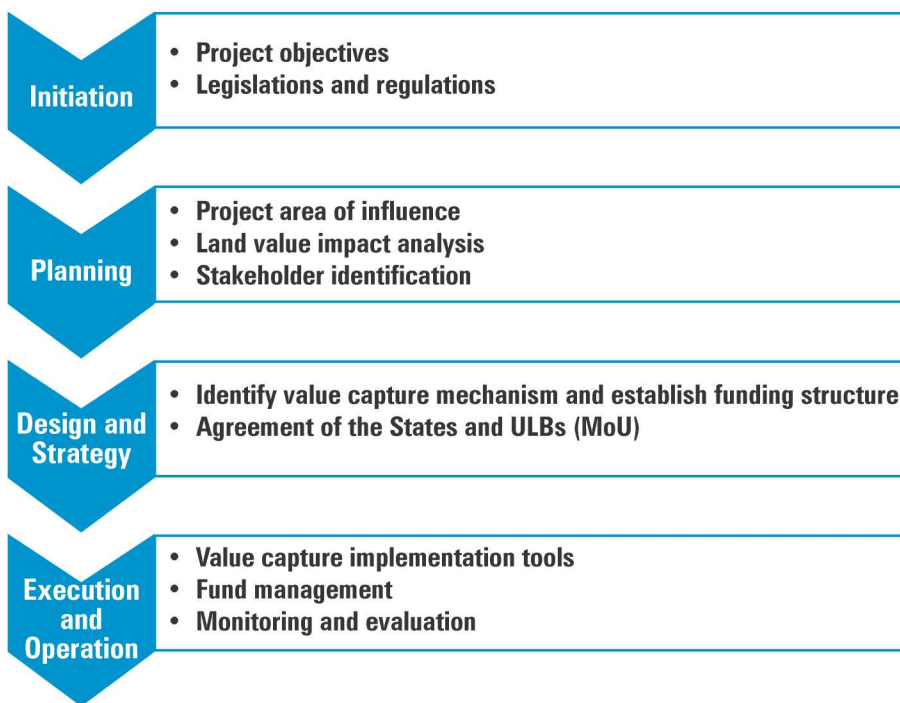 Initiation
• Project objectives
• Legislations and regulations
Planning
• Project area of influence
• Land value impact analysis
• Stakeholder identification
Design and
Strategy
• Identify value capture mechanism and establish funding structure
• Agreement of the States and ULBs (MoU)
Execution
and
Operation
• Value capture implementation tools
• Fund management
• Monitoring and evaluation